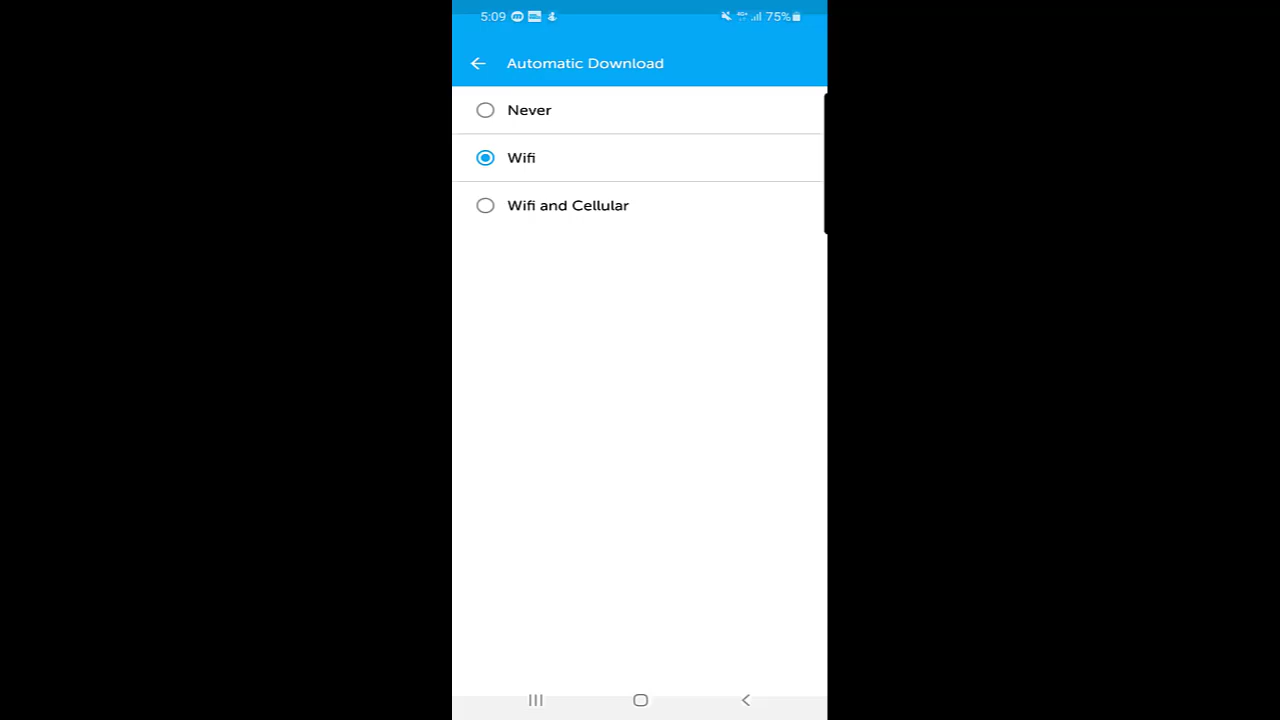 5:09 75%
Automatic Download
Never
Wifi
Wifi and Cellular